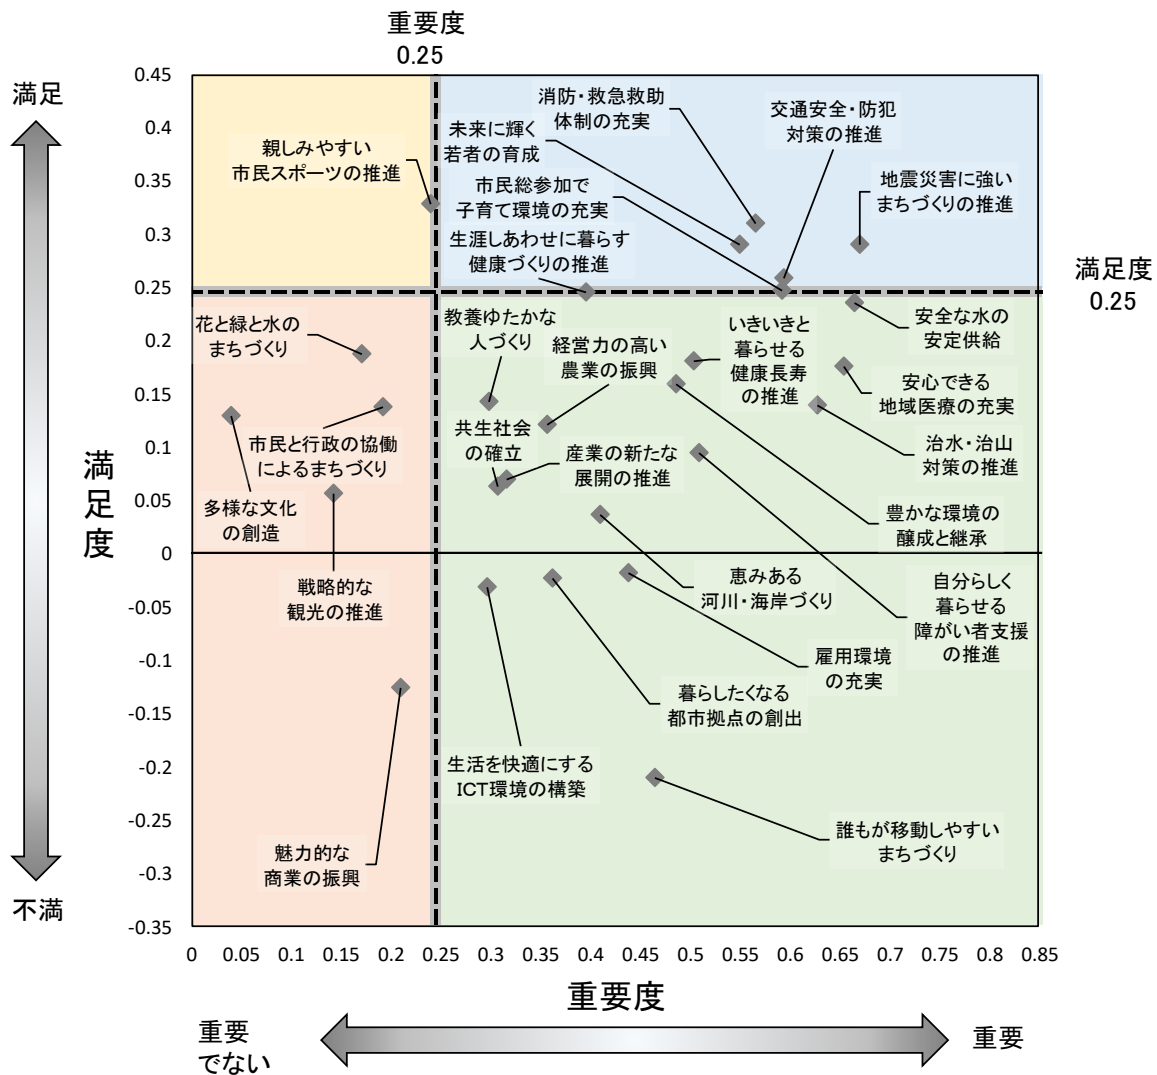 重要度
0.25
満足
不満
満足度
0.45
0.4
0.35
0.3
0.25
0.2
0.15
0.1
0.05
0
-0.05
-0.1
-0.15
-0.2
-0.25
-0.3
-0.35
親しみやすい
市民スポーツの推進
消防・救急救助
体制の充実
未来に輝く
若者の育成
市民総参加で
子育て環境の充実
生涯しあわせに暮らす
健康づくりの推進
交通安全・防犯
対策の推進
地震災害に強い
まちづくりの推進
満足度
0.25
花と緑と水の
まちづくり
市民と行政の協働
によるまちづくり
多様な文化
の創造
戦略的な
観光の推進
魅力的な
商業の振興
教養ゆたかな
人づくり
経営力の高い
農業の振興
共生社会
の確立
産業の新たな
展開の推進
いきいきと
暮らせる
健康長寿
の推進
安全な水の
安定供給
安心できる
地域医療の充実
治水・治山
対策の推進
豊かな環境の
醸成と継承
恵みある
河川・海岸づくり
自分らしく
暮らせる
障がい者支援
の推進
雇用環境
の充実
暮らしたくなる
都市拠点の創出
生活を快適にする
ICT環境の構築
誰もが移動しやすい
まちづくり
0 0.05 0.1 0.15 0.2 0.25 0.3 0.35 0.4 0.45 0.5 0.55 0.6 0.65 0.7 0.75 0.8 0.85
重要度
重要
でない
重要